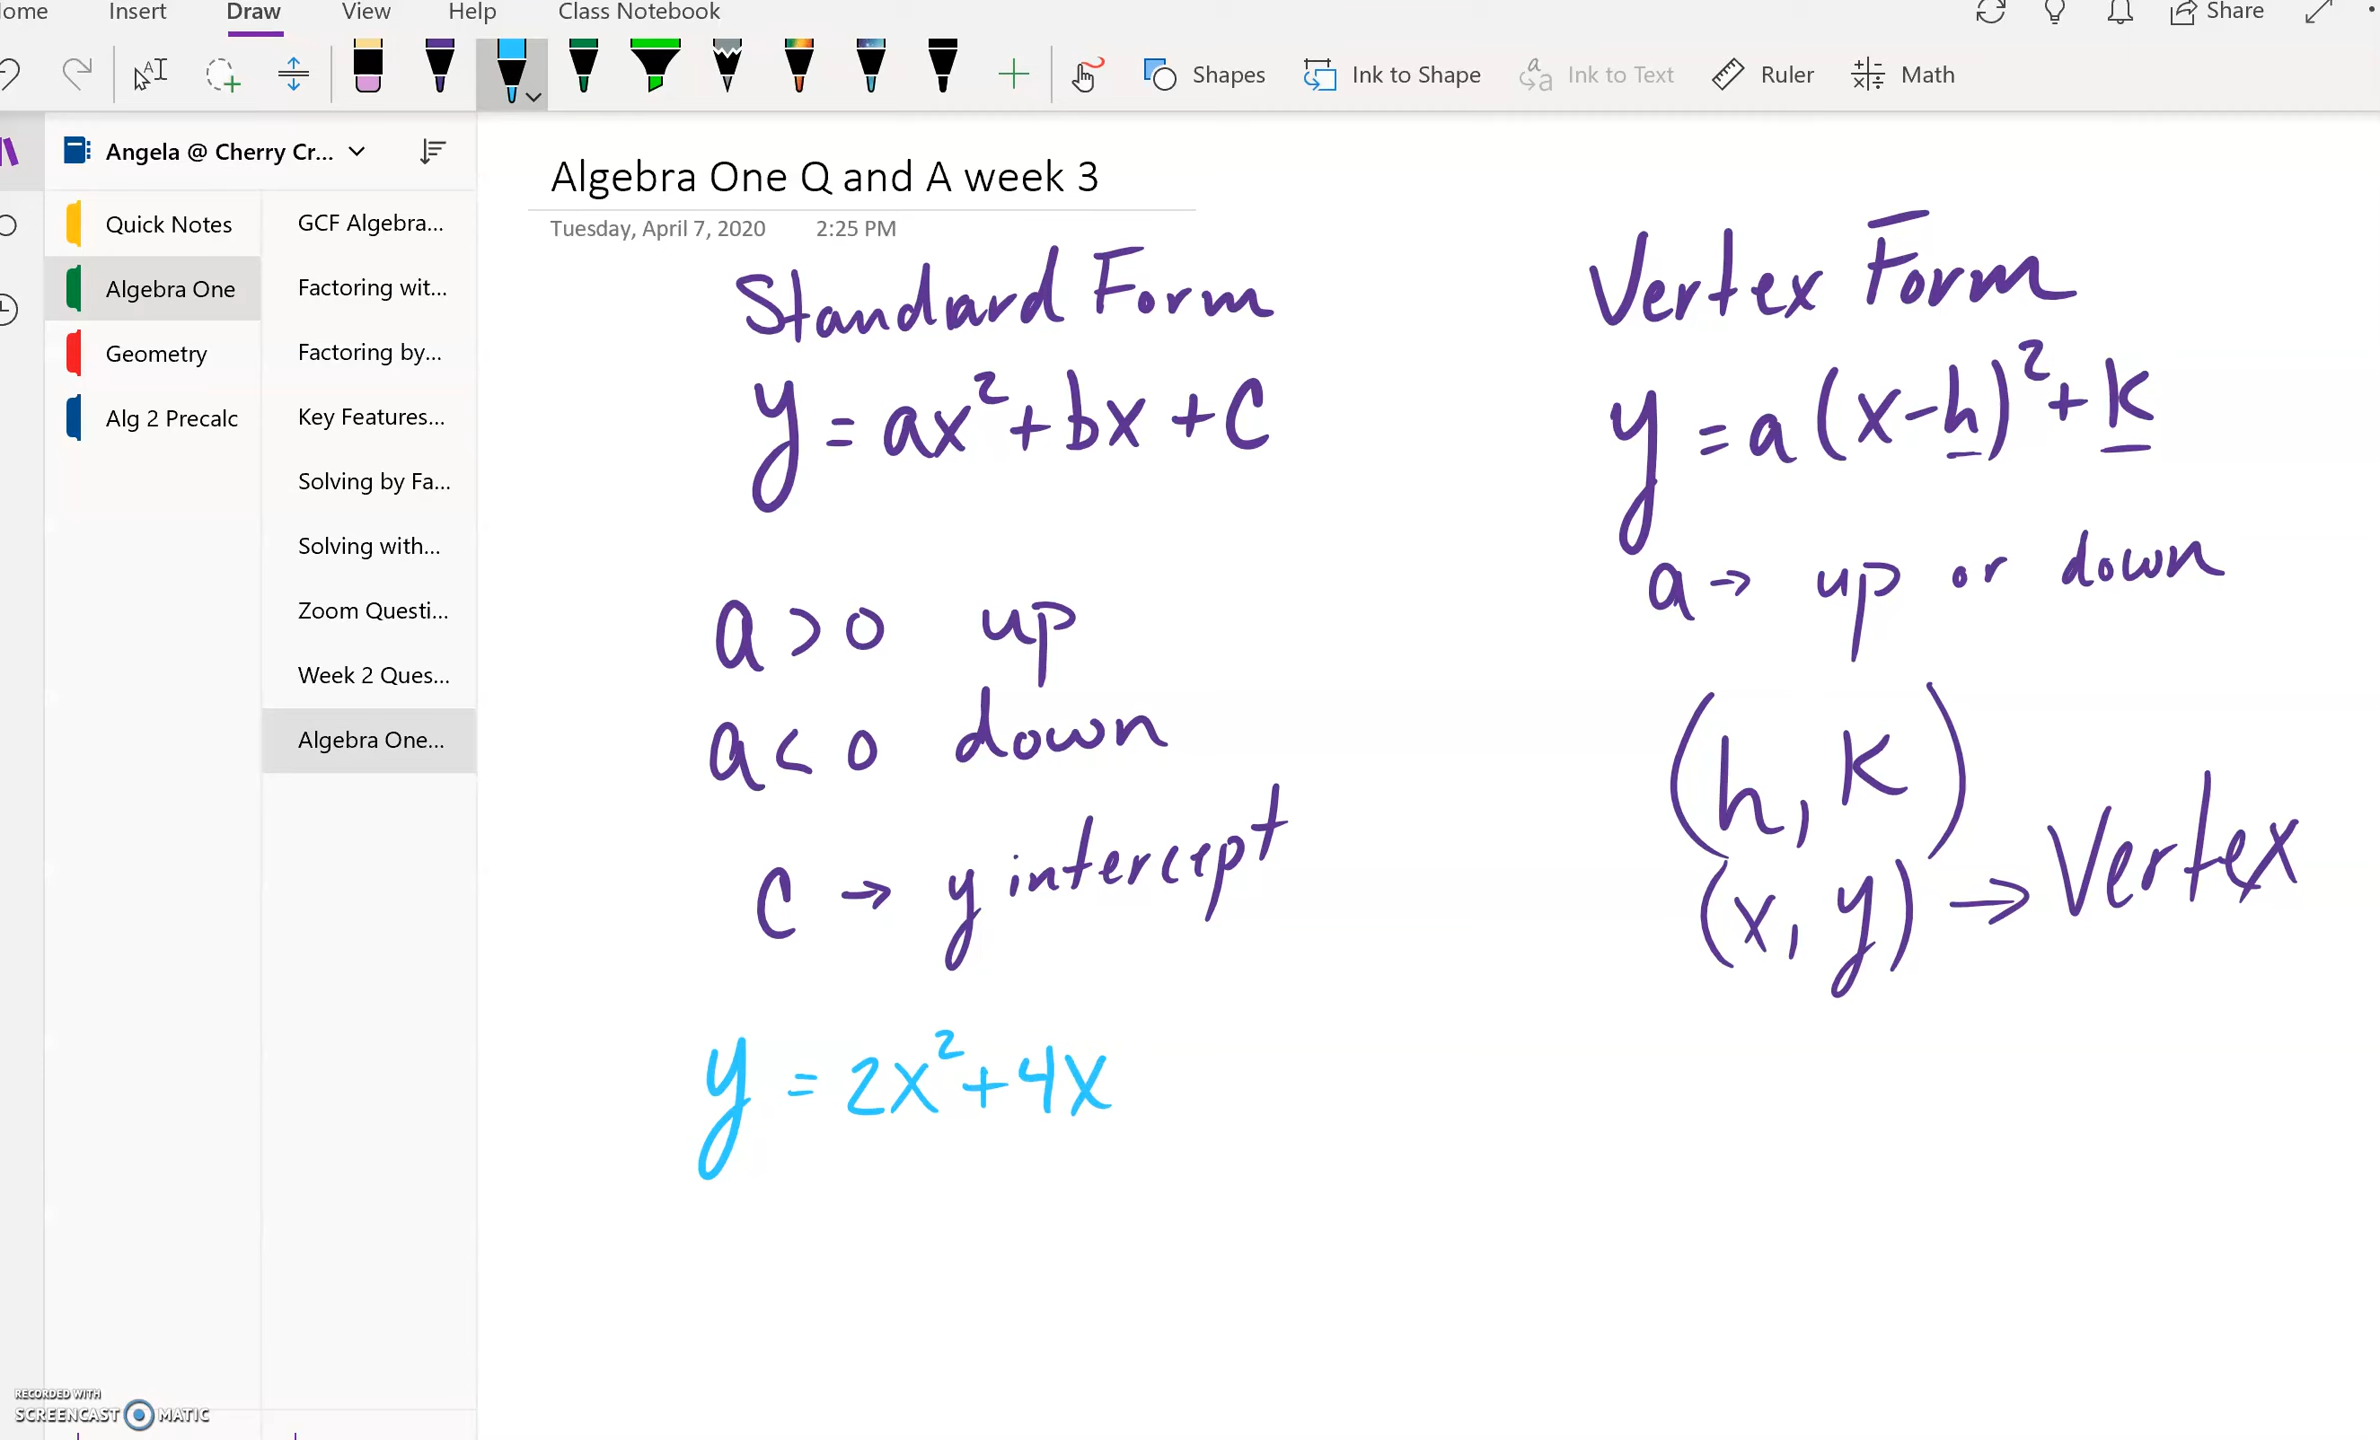 ome Insert Draw View Help Class Notebook Share
Shapes Ink to Shape Ink to Text Ruler Math
Angela @ Cherry Cr...
Quick Notes
Algebra One
Geometry
Alg 2 Precalc
GCF Algebra...
Factoring wit...
Factoring by...
Key Features...
Solving by Fa...
Solving with...
Zoom Questi...
Week 2 Ques...
Algebra One...
Algebra One Q and A week 3
Tuesday, April 7, 2020 2:25 PM
Standard Form
y = ax² + bx + c
a > 0 up
a < 0 down
c → y intercept
y = 2x² + 4x
Vertex Form
y = a(x-h)² + k
a → up or down
(h, k)
(x, y) → Vertex
RECORDED WITH
SCREENCAST MATIC